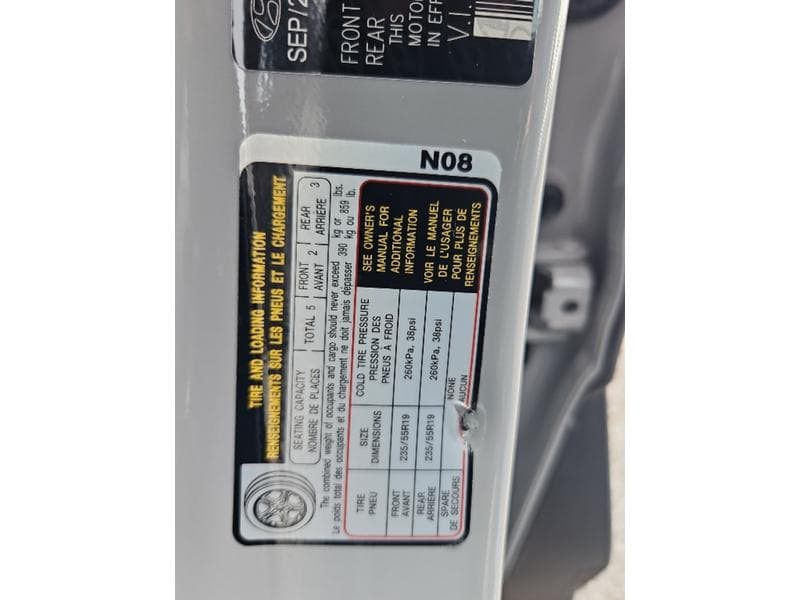 SEP/2
FRONT
REAR
THIS
MOTOR
IN EFF
V.I.
N08
TIRE AND LOADING INFORMATION
RENSEIGNEMENTS SUR LES PNEUS ET LE CHARGEMENT
SEATING CAPACITY TOTAL 5 FRONT 2 REAR 3
NOMBRE DE PLACES AVANT ARRIÈRE
The combined weight of occupants and cargo should never exceed 390 kg or 859 lbs.
Le poids total des occupants et du chargement ne doit jamais dépasser 390 kg ou 859 lb.
TIRE SIZE COLD TIRE PRESSURE
PNEU DIMENSIONS PRESSION DES
PNEUS À FROID
FRONT 235/55R19 260kPa, 38psi
AVANT
REAR 235/55R19 260kPa, 38psi
ARRIÈRE
SPARE NONE
DE SECOURS AUCUN
SEE OWNER'S
MANUAL FOR
ADDITIONAL
INFORMATION
VOIR LE MANUEL
DE L'USAGER
POUR PLUS DE
RENSEIGNEMENTS